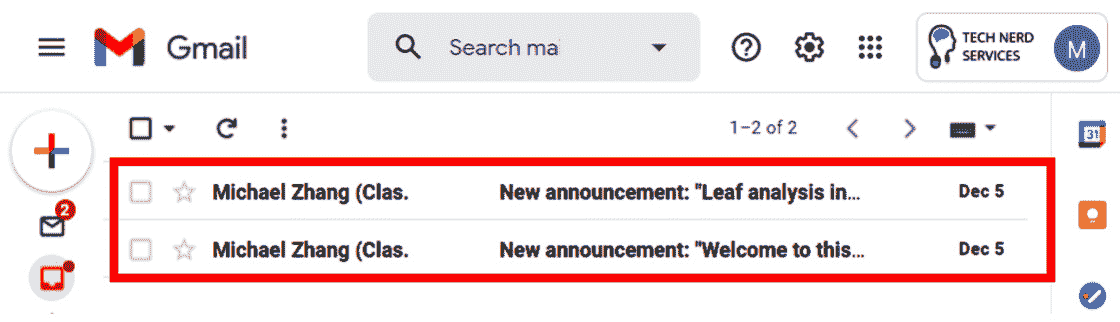 Gmail
Search ma
TECH NERD
SERVICES
M
1–2 of 2
31
Michael Zhang (Clas.
New announcement: "Leaf analysis in...
Dec 5
2
Michael Zhang (Clas.
New announcement: "Welcome to this...
Dec 5